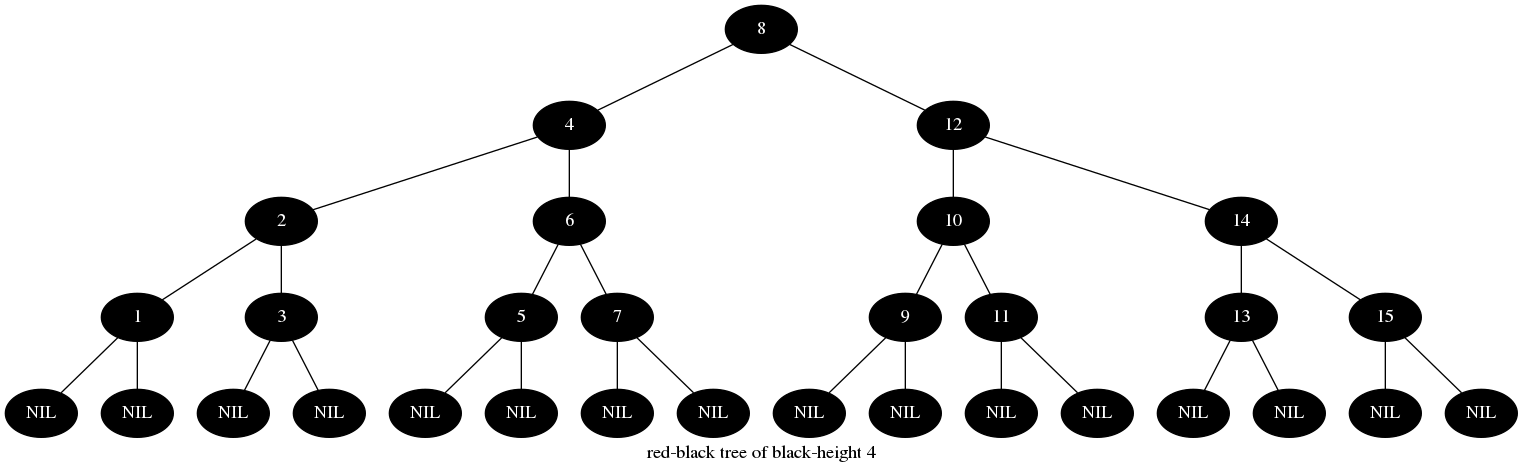 8
4 12
2 6 10 14
1 3 5 7 9 11 13 15
NIL NIL NIL NIL NIL NIL NIL NIL NIL NIL NIL NIL NIL NIL NIL NIL
red-black tree of black-height 4